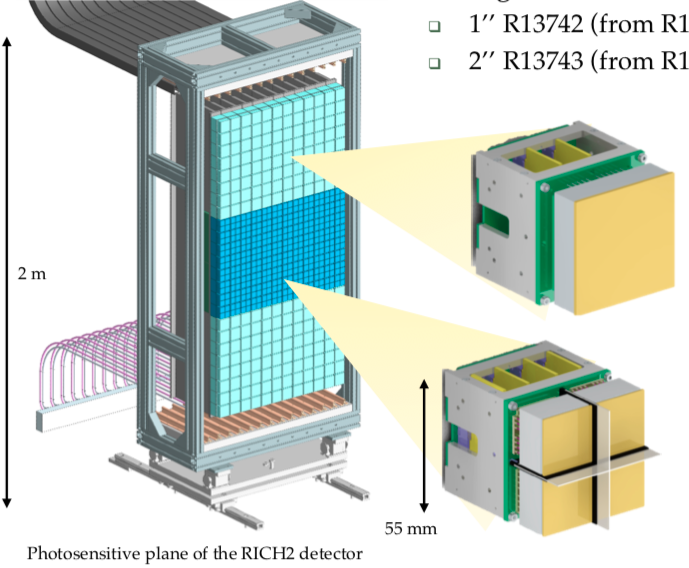 1′′ R13742 (from R1
2′′ R13743 (from R1
2 m
55 mm
Photosensitive plane of the RICH2 detector